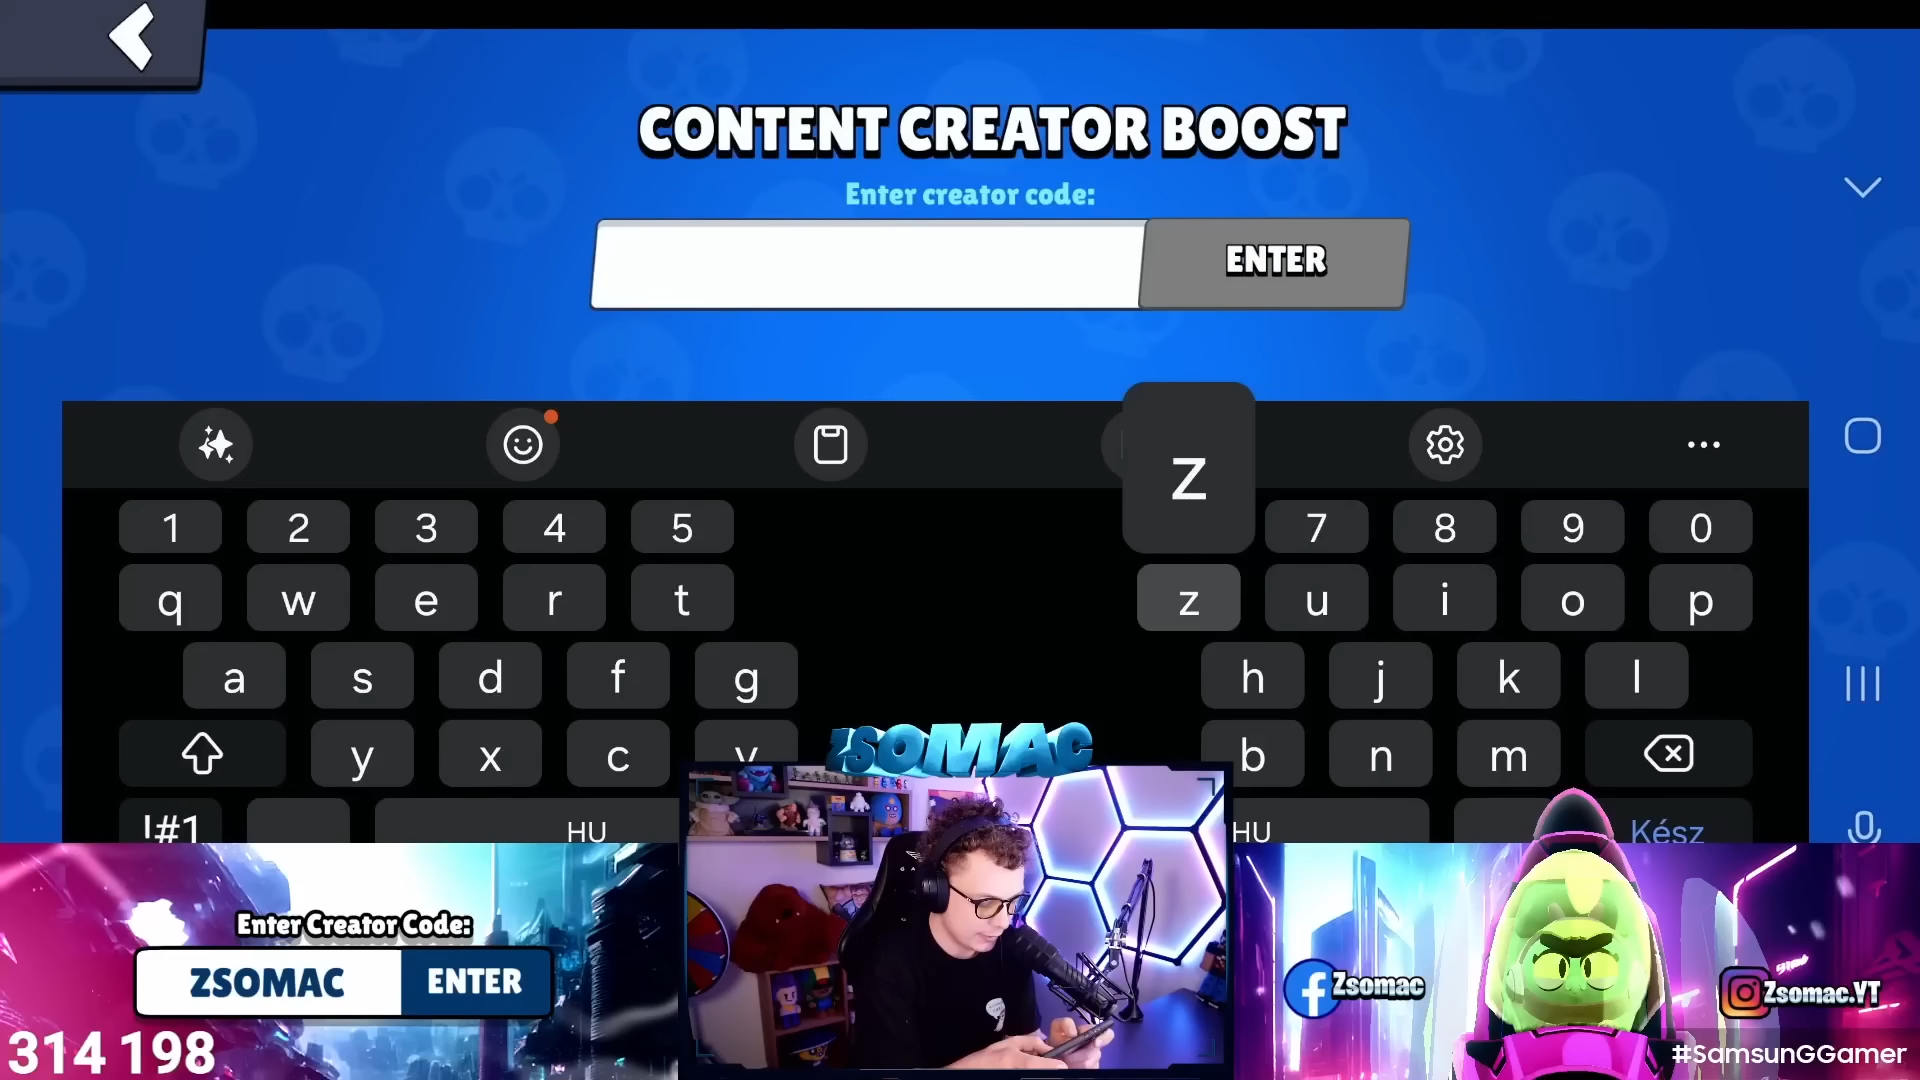 CONTENT CREATOR BOOST
Enter creator code:
ENTER
z
1 2 3 4 5 7 8 9 0
q w e r t z u i o p
a s d f g h j k l
y x c v b n m
!#1 HU HU Kész
ZSOMAC
Enter Creator Code:
ZSOMAC ENTER
314 198
Zsomac
Zsomac.YT
#SamsunGGamer